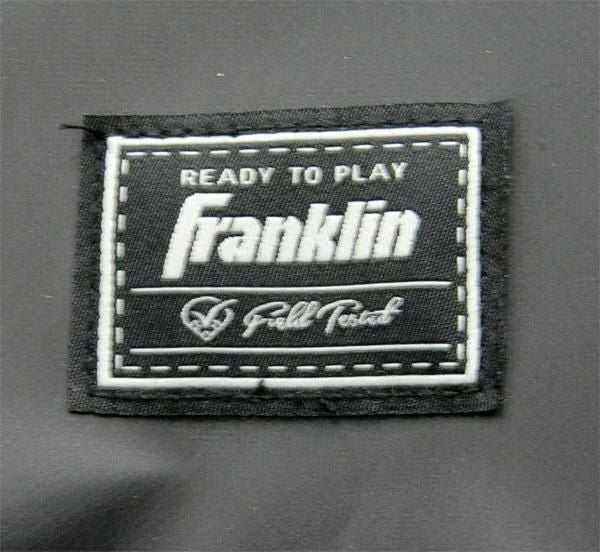 READY TO PLAY
Franklin
Field Tested